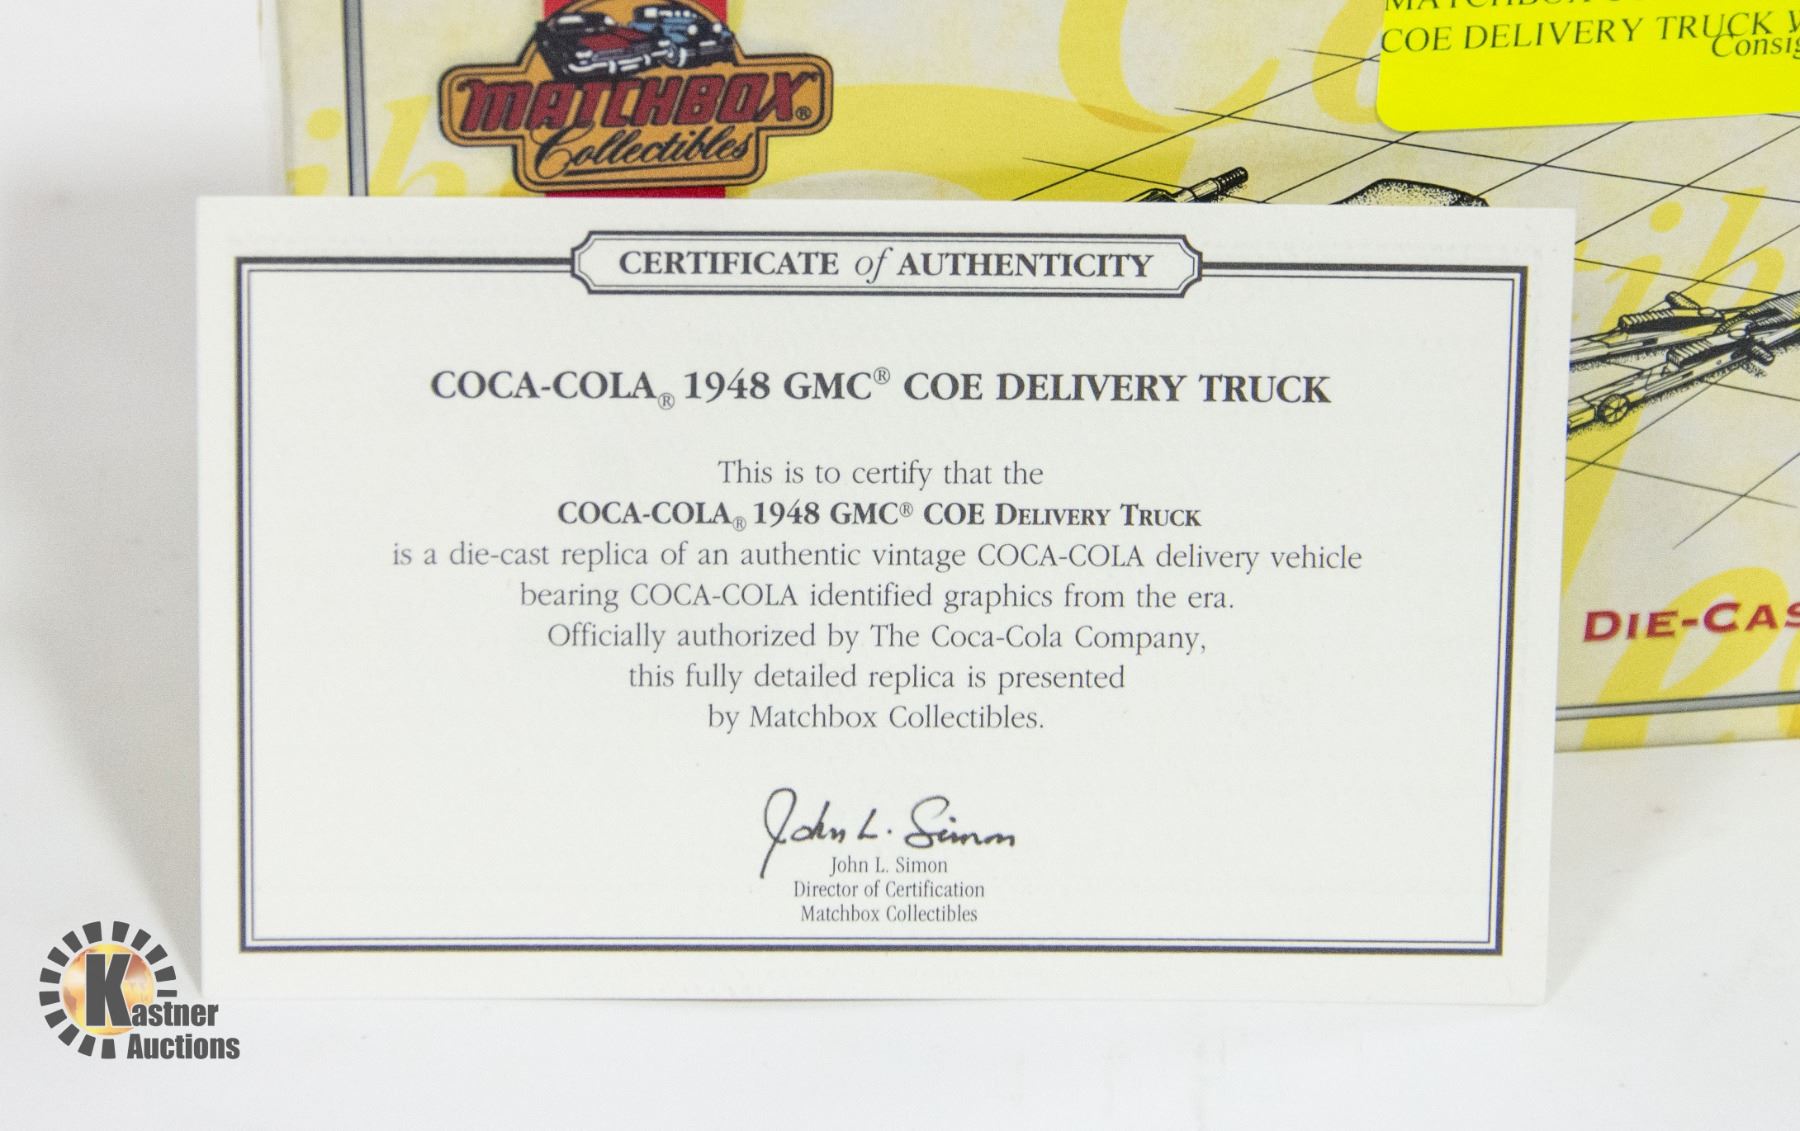 MATCHBOX
COE DELIVERY TRUCK
MATCHBOX®
Collectibles
CERTIFICATE of AUTHENTICITY
COCA-COLA® 1948 GMC® COE DELIVERY TRUCK
This is to certify that the
COCA-COLA® 1948 GMC® COE DELIVERY TRUCK
is a die-cast replica of an authentic vintage COCA-COLA delivery vehicle
bearing COCA-COLA identified graphics from the era.
Officially authorized by The Coca-Cola Company,
this fully detailed replica is presented
by Matchbox Collectibles.
John L. Simon
John L. Simon
Director of Certification
Matchbox Collectibles
DIE-CAS
Kastner
Auctions